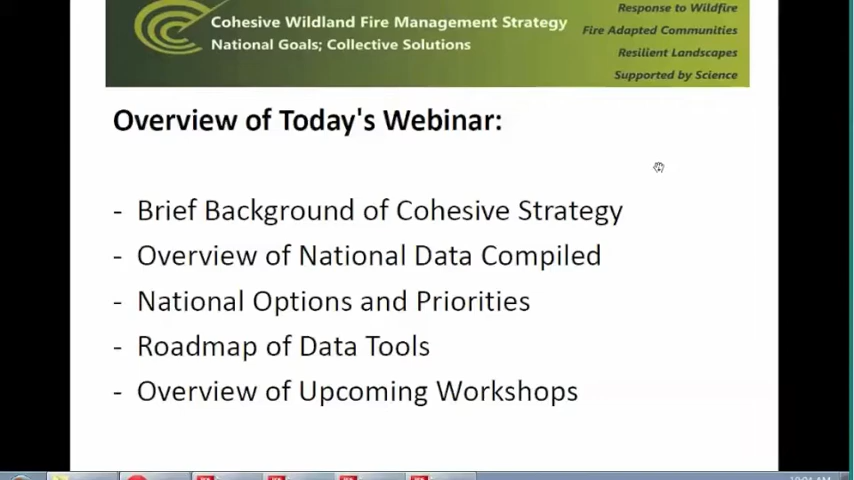 Cohesive Wildland Fire Management Strategy
National Goals; Collective Solutions
Response to Wildfire
Fire Adapted Communities
Resilient Landscapes
Supported by Science
Overview of Today's Webinar:
- Brief Background of Cohesive Strategy
- Overview of National Data Compiled
- National Options and Priorities
- Roadmap of Data Tools
- Overview of Upcoming Workshops